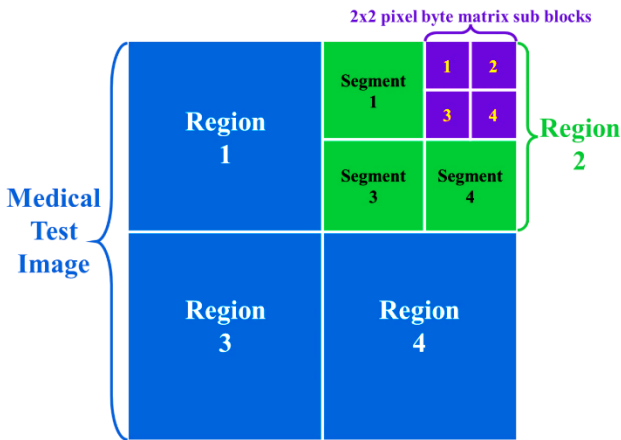 2x2 pixel byte matrix sub blocks
Region
1
Segment
1
1
2
3
4
Segment
3
Segment
4
Region
2
Medical
Test
Image
Region
3
Region
4